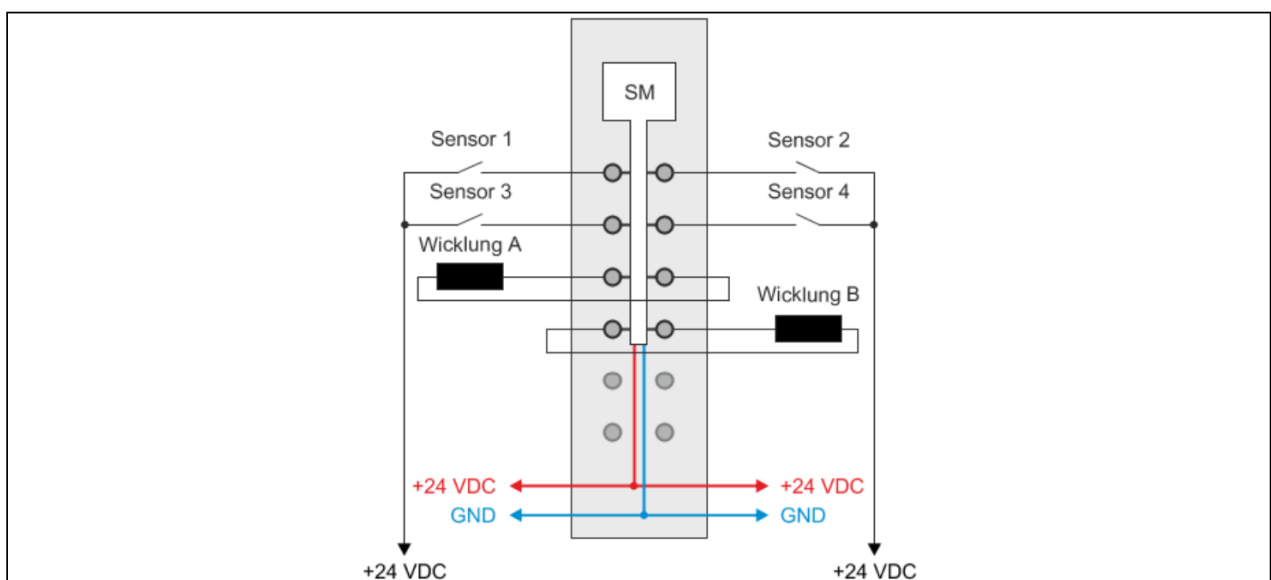 SM
Sensor 1
Sensor 2
Sensor 3
Sensor 4
Wicklung A
Wicklung B
+24 VDC
+24 VDC
GND
GND
+24 VDC
+24 VDC